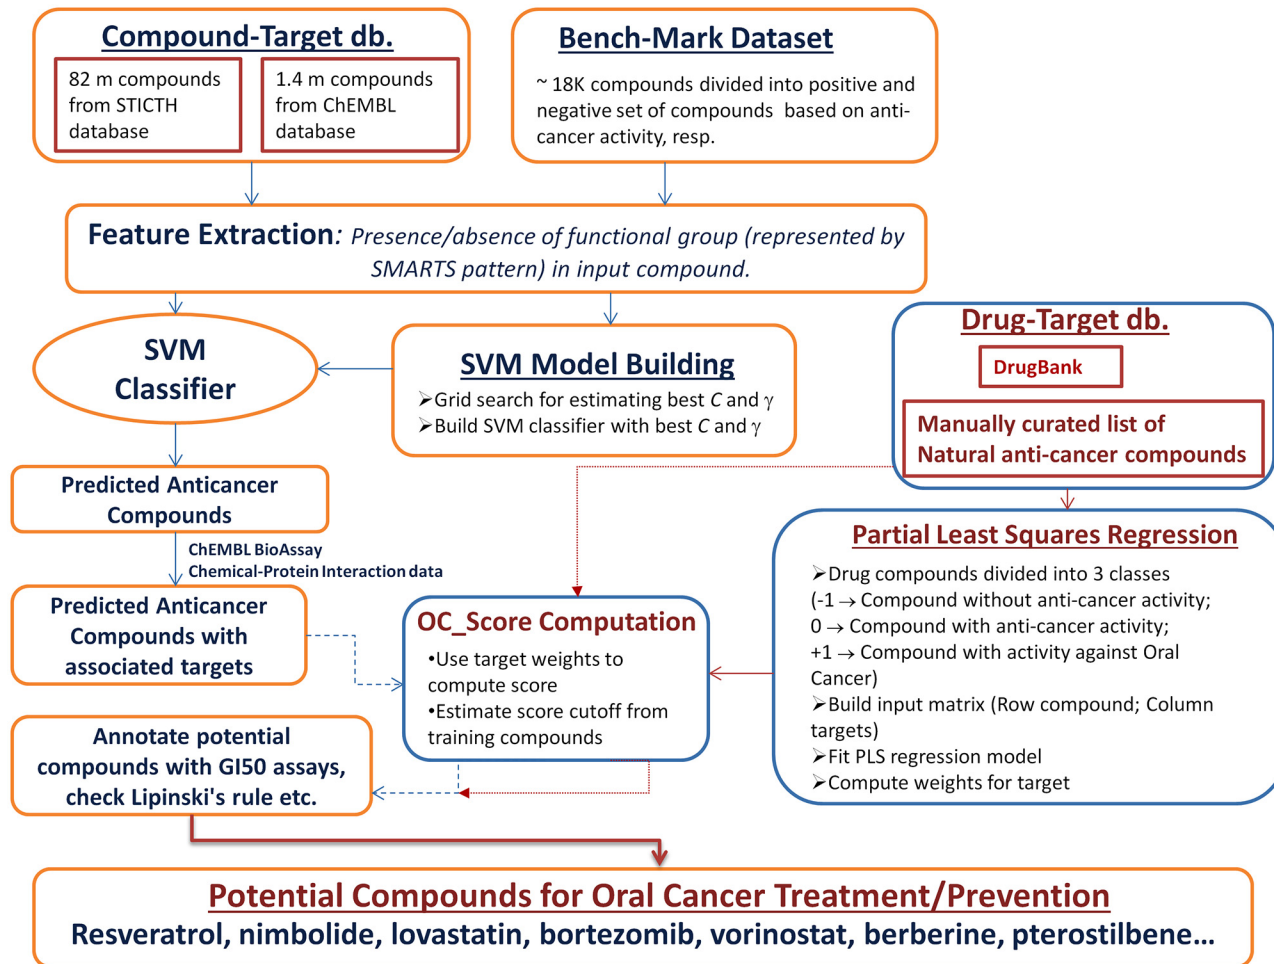 Compound-Target db.
82 m compounds
from STICTH
database
1.4 m compounds
from ChEMBL
database
Bench-Mark Dataset
~ 18K compounds divided into positive and
negative set of compounds based on anti-
cancer activity, resp.
Feature Extraction: Presence/absence of functional group (represented by
SMARTS pattern) in input compound.
SVM
Classifier
SVM Model Building
➢Grid search for estimating best C and γ
➢Build SVM classifier with best C and γ
Drug-Target db.
DrugBank
Manually curated list of
Natural anti-cancer compounds
Predicted Anticancer
Compounds
ChEMBL BioAssay
Chemical-Protein Interaction data
Predicted Anticancer
Compounds with
associated targets
OC_Score Computation
•Use target weights to
compute score
•Estimate score cutoff from
training compounds
Partial Least Squares Regression
➢Drug compounds divided into 3 classes
(-1 → Compound without anti-cancer activity;
0 → Compound with anti-cancer activity;
+1 → Compound with activity against Oral
Cancer)
➢Build input matrix (Row compound; Column
targets)
➢Fit PLS regression model
➢Compute weights for target
Annotate potential
compounds with GI50 assays,
check Lipinski's rule etc.
Potential Compounds for Oral Cancer Treatment/Prevention
Resveratrol, nimbolide, lovastatin, bortezomib, vorinostat, berberine, pterostilbene…